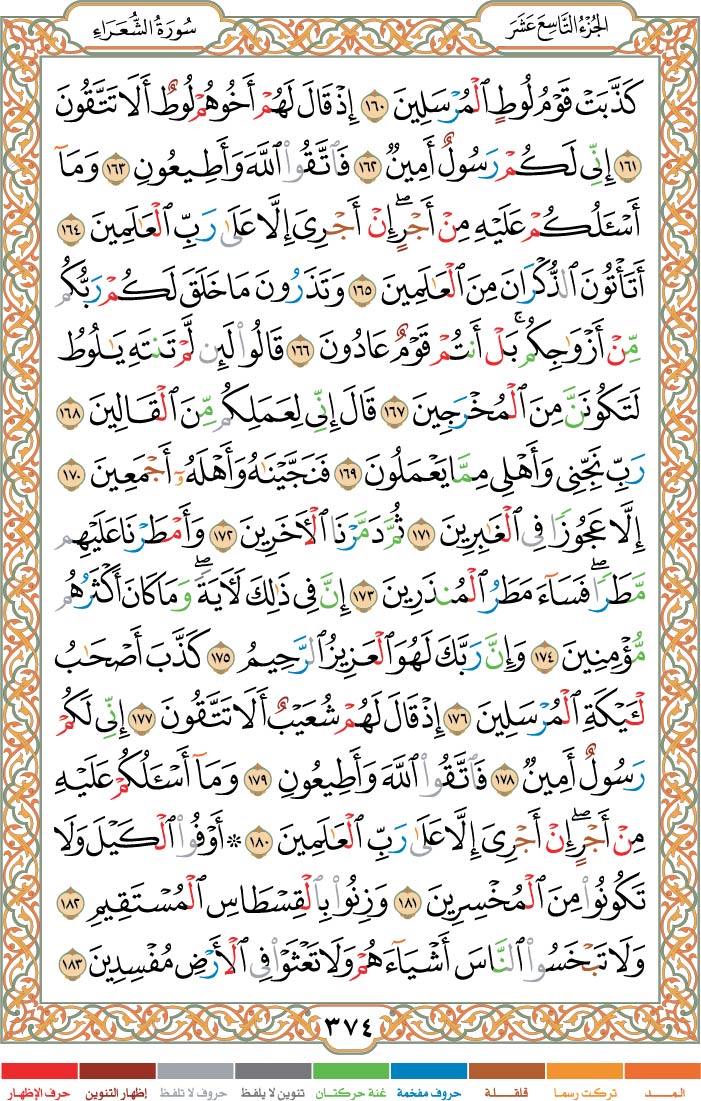 سُورَةُ الشُّعَرَاءِ
الجُزْءُ التَّاسِعَ عَشَرَ
كَذَّبَتْ قَوْمُ لُوطٍ ٱلْمُرْسَلِينَ ١٦٠ إِذْ قَالَ لَهُمْ أَخُوهُمْ لُوطٌ أَلَا تَتَّقُونَ
١٦١ إِنِّى لَكُمْ رَسُولٌ أَمِينٌ ١٦٢ فَٱتَّقُوا۟ ٱللَّهَ وَأَطِيعُونِ ١٦٣ وَمَآ
أَسْـَٔلُكُمْ عَلَيْهِ مِنْ أَجْرٍ ۖ إِنْ أَجْرِىَ إِلَّا عَلَىٰ رَبِّ ٱلْعَـٰلَمِينَ ١٦٤
أَتَأْتُونَ ٱلذُّكْرَانَ مِنَ ٱلْعَـٰلَمِينَ ١٦٥ وَتَذَرُونَ مَا خَلَقَ لَكُمْ رَبُّكُم
مِّنْ أَزْوَٰجِكُم ۚ بَلْ أَنتُمْ قَوْمٌ عَادُونَ ١٦٦ قَالُوا۟ لَئِن لَّمْ تَنتَهِ يَـٰلُوطُ
لَتَكُونَنَّ مِنَ ٱلْمُخْرَجِينَ ١٦٧ قَالَ إِنِّى لِعَمَلِكُم مِّنَ ٱلْقَالِينَ ١٦٨
رَبِّ نَجِّنِى وَأَهْلِى مِمَّا يَعْمَلُونَ ١٦٩ فَنَجَّيْنَـٰهُ وَأَهْلَهُۥٓ أَجْمَعِينَ ١٧٠
إِلَّا عَجُوزًا فِى ٱلْغَـٰبِرِينَ ١٧١ ثُمَّ دَمَّرْنَا ٱلْـَٔاخَرِينَ ١٧٢ وَأَمْطَرْنَا عَلَيْهِم
مَّطَرًا ۖ فَسَآءَ مَطَرُ ٱلْمُنذَرِينَ ١٧٣ إِنَّ فِى ذَٰلِكَ لَـَٔايَةً ۖ وَمَا كَانَ أَكْثَرُهُم
مُّؤْمِنِينَ ١٧٤ وَإِنَّ رَبَّكَ لَهُوَ ٱلْعَزِيزُ ٱلرَّحِيمُ ١٧٥ كَذَّبَ أَصْحَـٰبُ
لْـَٔيْكَةِ ٱلْمُرْسَلِينَ ١٧٦ إِذْ قَالَ لَهُمْ شُعَيْبٌ أَلَا تَتَّقُونَ ١٧٧ إِنِّى لَكُمْ
رَسُولٌ أَمِينٌ ١٧٨ فَٱتَّقُوا۟ ٱللَّهَ وَأَطِيعُونِ ١٧٩ وَمَآ أَسْـَٔلُكُمْ عَلَيْهِ
مِنْ أَجْرٍ ۖ إِنْ أَجْرِىَ إِلَّا عَلَىٰ رَبِّ ٱلْعَـٰلَمِينَ ١٨٠ * أَوْفُوا۟ ٱلْكَيْلَ وَلَا
تَكُونُوا۟ مِنَ ٱلْمُخْسِرِينَ ١٨١ وَزِنُوا۟ بِٱلْقِسْطَاسِ ٱلْمُسْتَقِيمِ ١٨٢
وَلَا تَبْخَسُوا۟ ٱلنَّاسَ أَشْيَآءَهُمْ وَلَا تَعْثَوْا۟ فِى ٱلْأَرْضِ مُفْسِدِينَ ١٨٣
٣٧٤
المــد تركت رسما قلقلة حروف مفخمة غنة حركتان تنوين لا يلفظ حروف لا تلفظ إظهار التنوين حرف الإظهار